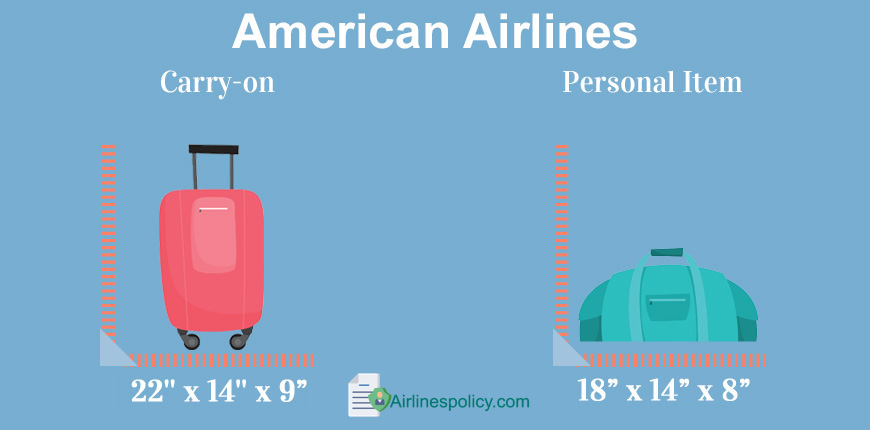 American Airlines
Carry-on
Personal Item
22" x 14" x 9”
18” x 14” x 8”
Airlinespolicy.com